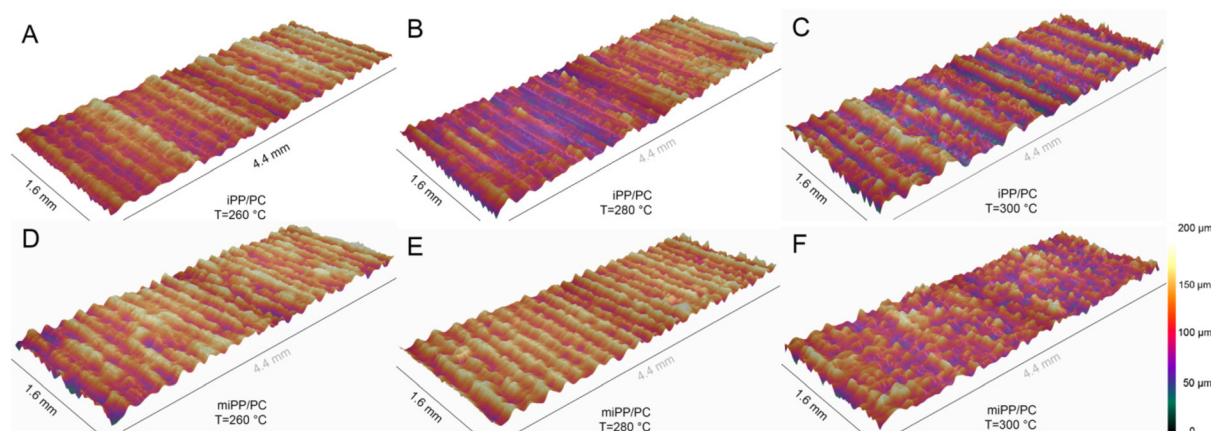 A
B
C
1.6 mm
4.4 mm
iPP/PC
T=260 °C
1.6 mm
4.4 mm
iPP/PC
T=280 °C
1.6 mm
4.4 mm
iPP/PC
T=300 °C
D
E
F
1.6 mm
4.4 mm
miPP/PC
T=260 °C
1.6 mm
4.4 mm
miPP/PC
T=280 °C
1.6 mm
4.4 mm
miPP/PC
T=300 °C
200 µm
150 µm
100 µm
50 µm
0